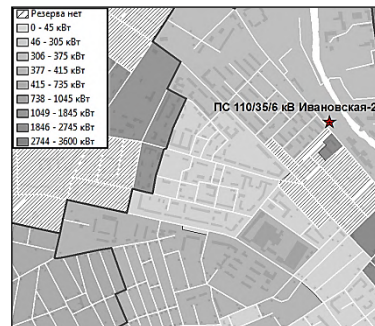 Резерва нет
0 - 45 кВт
46 - 305 кВт
306 - 375 кВт
377 - 415 кВт
415 - 735 кВт
738 - 1045 кВт
1049 - 1845 кВт
1846 - 2745 кВт
2744 - 3600 кВт
ПС 110/35/6 кВ Ивановская-2